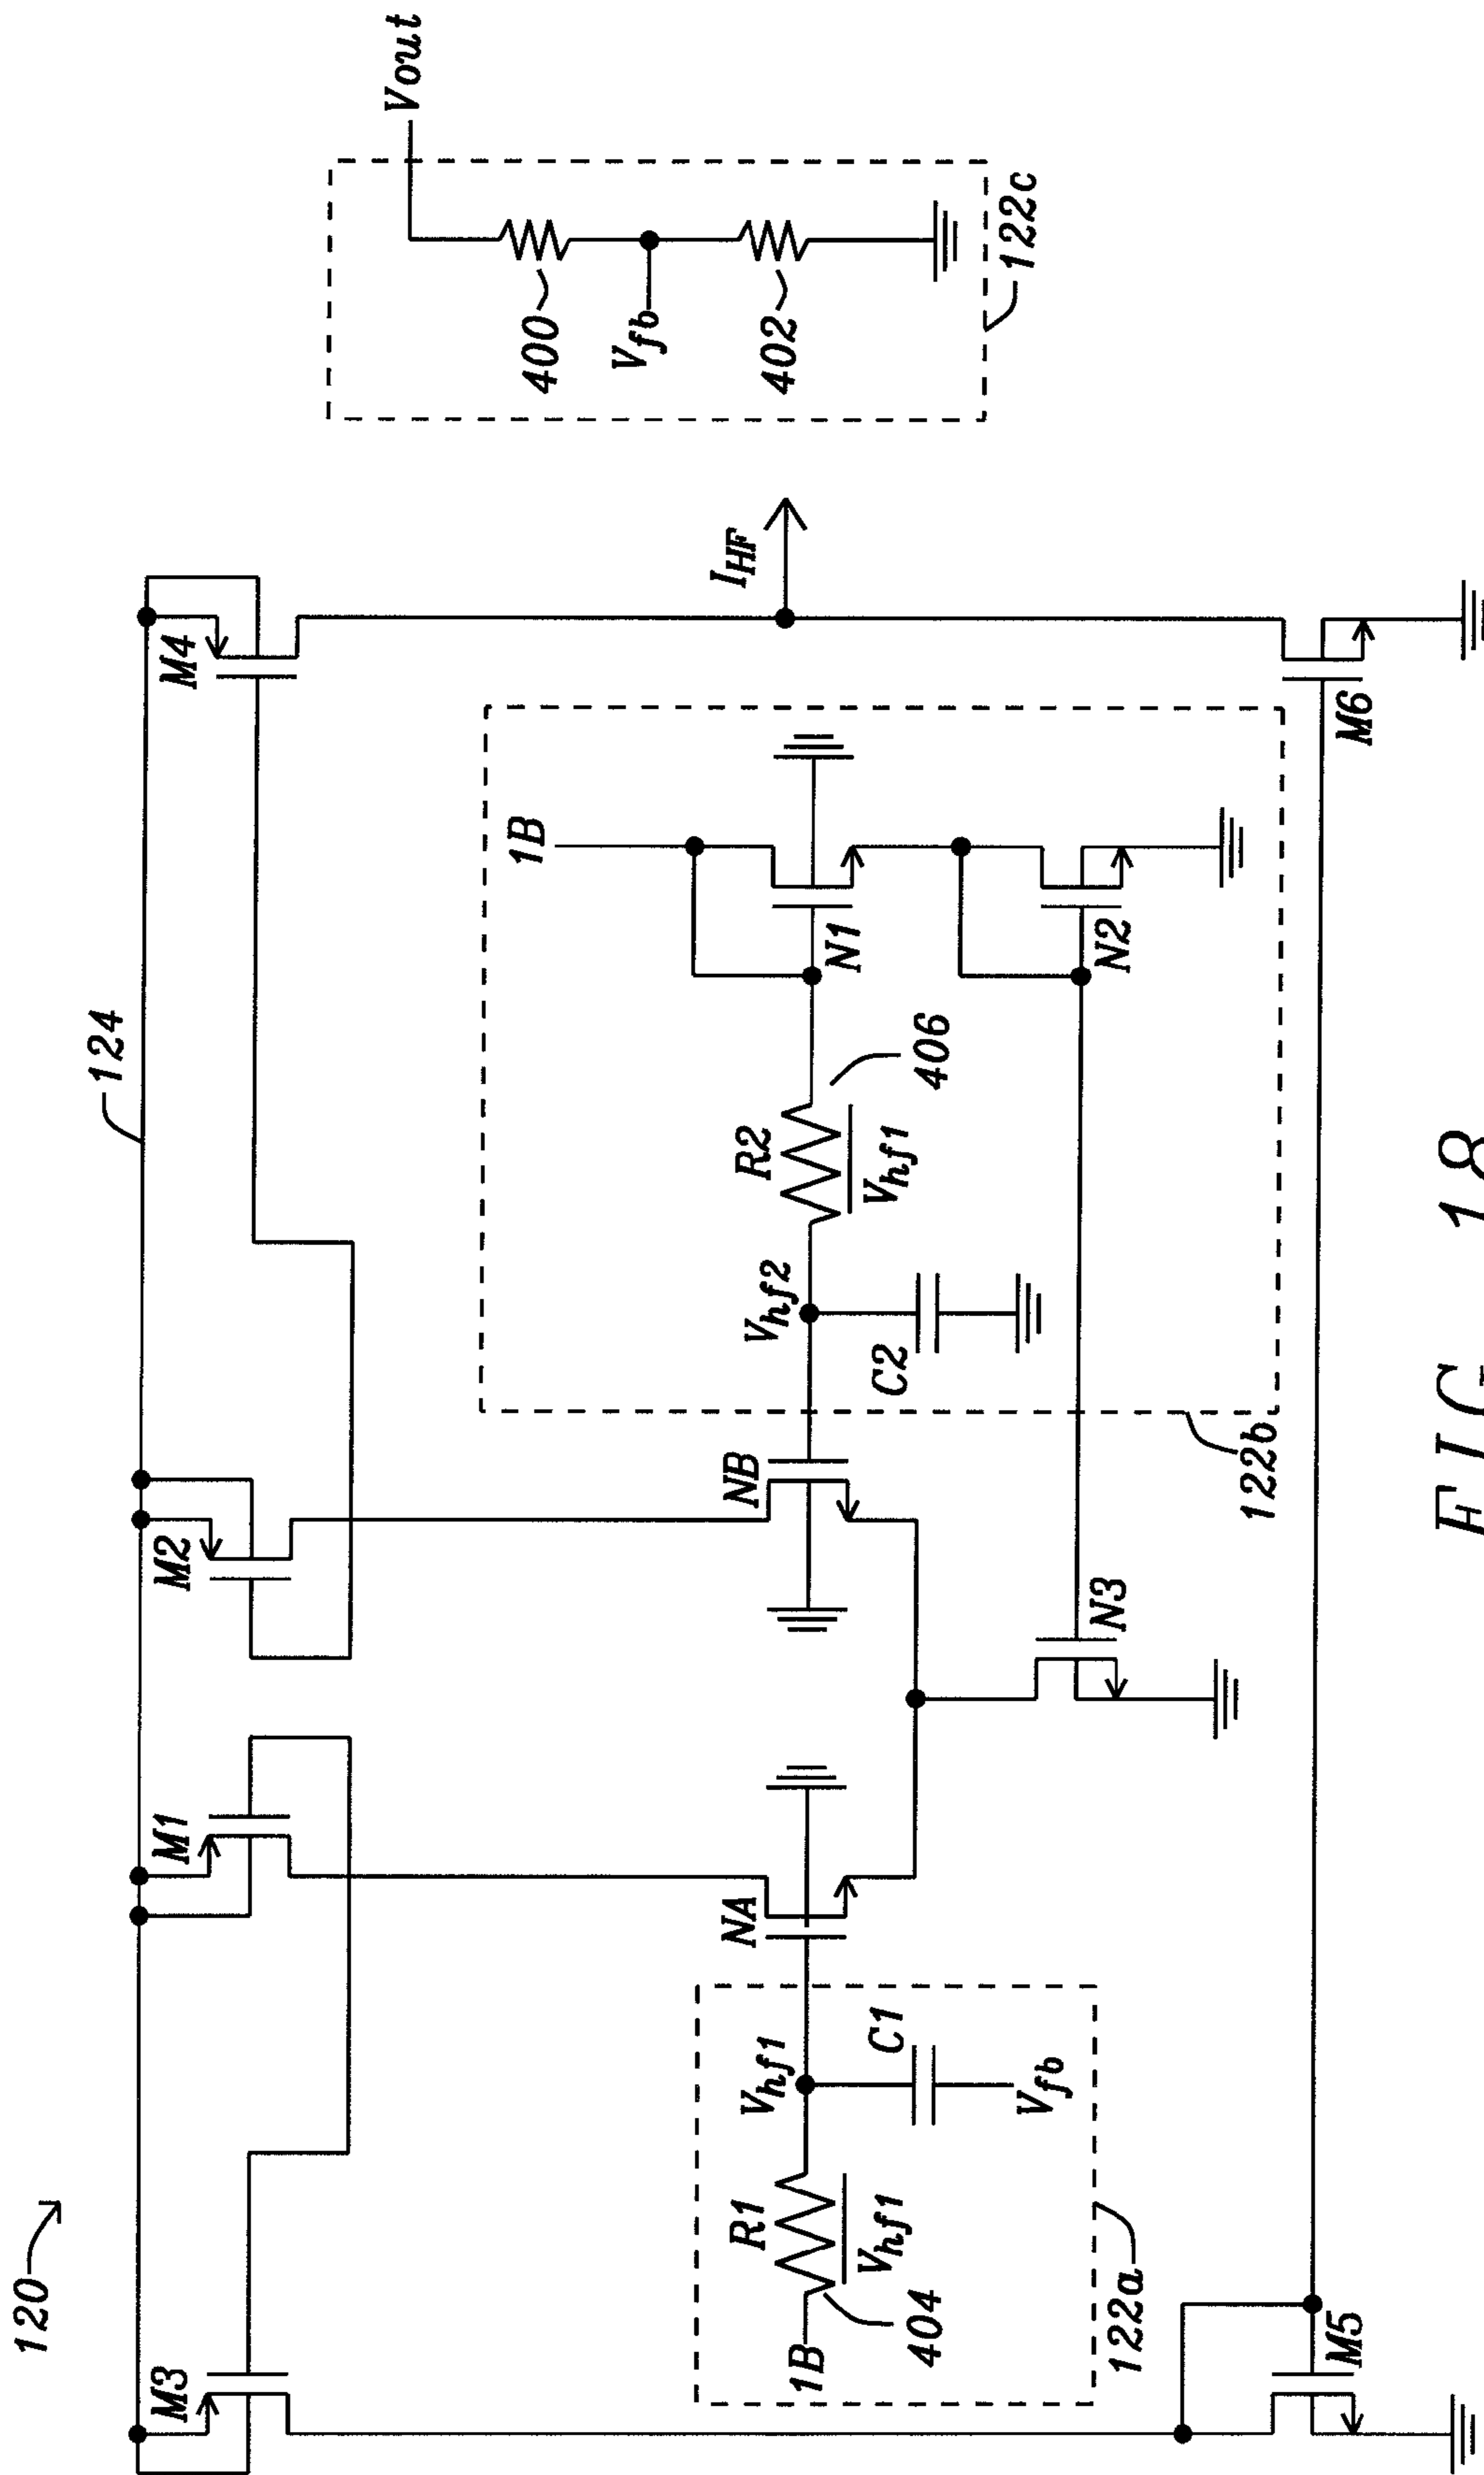 120
124
M3
M1
M2
M4
Vout
400
Vfb
402
122c
IHF
1B
R1
Vhf1
404
Vhf1
C1
Vfb
122a
NA
NB
Vhf2
R2
Vhf1
406
C2
1B
N1
N2
122b
N3
M5
M6
FIG. 18